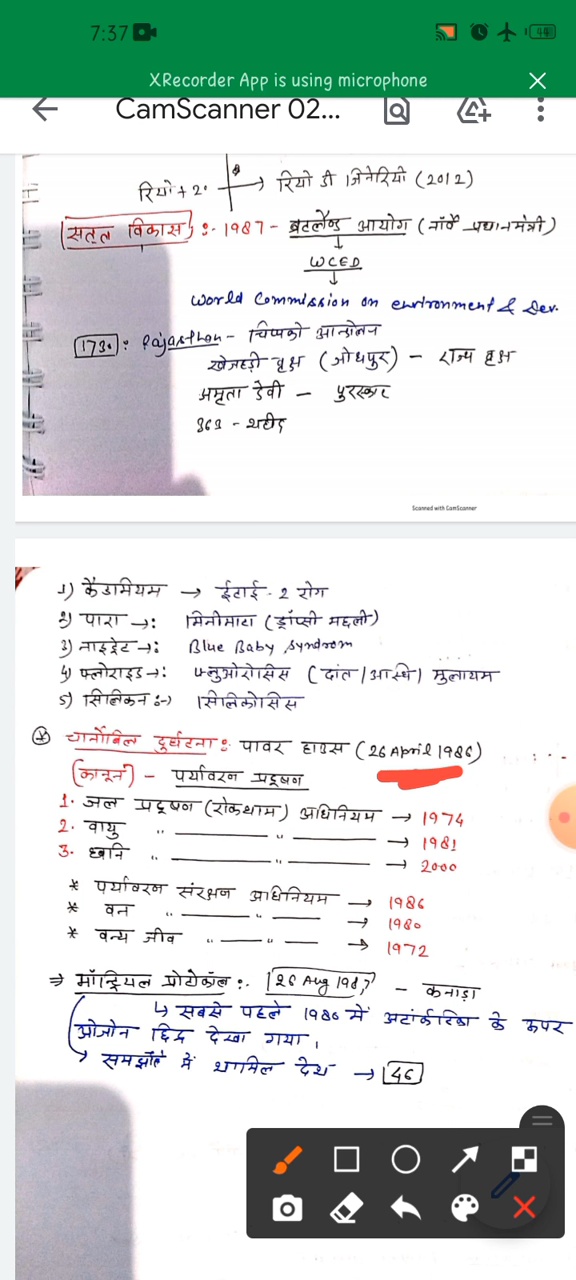 7:37
44
XRecorder App is using microphone
CamScanner 02...
रियो + 20 → रियो डी जिनेरियो (2012)
सतत् विकास :- 1987 - ब्रटलैण्ड आयोग (नॉर्वे प्रधानमंत्री)
WCED
World Commission on environment & Dev.
1730 : Rajasthan - चिपको आन्दोलन
खेजड़ी वृक्ष (जोधपुर) - राज्य वृक्ष
अमृता देवी - पुरस्कार
363 - शहीद
Scanned with CamScanner
1) कैडमियम → ईटाई-2 रोग
2) पारा →: मिनीमाटा (ड्रॉप्सी मछली)
3) नाइट्रेट →: Blue Baby Syndrom
4) फ्लोराइड :→ फ्लुओरोसिस (दांत/अस्थि) मुलायम
5) सिलिकन :-) सिलिकोसिस
चार्नोबिल दुर्घटना : पावर हाउस (26 April 1986)
(कानून) - पर्यावरण प्रदूषण
1. जल प्रदूषण (रोकथाम) अधिनियम → 1974
2. वायु " —— " —— → 1981
3. ध्वनि " —— " —— → 2000
* पर्यावरण संरक्षण अधिनियम → 1986
* वन " —— " —— → 1980
* वन्य जीव " —— " —— → 1972
⇒ मॉन्ट्रियल प्रोटोकॉल :. 26 Aug 1987 - कनाडा
↳ सबसे पहले 1980 में अटांर्कटिका के ऊपर
ओजोन छिद्र देखा गया।
→ समझौते में शामिल देश → 46